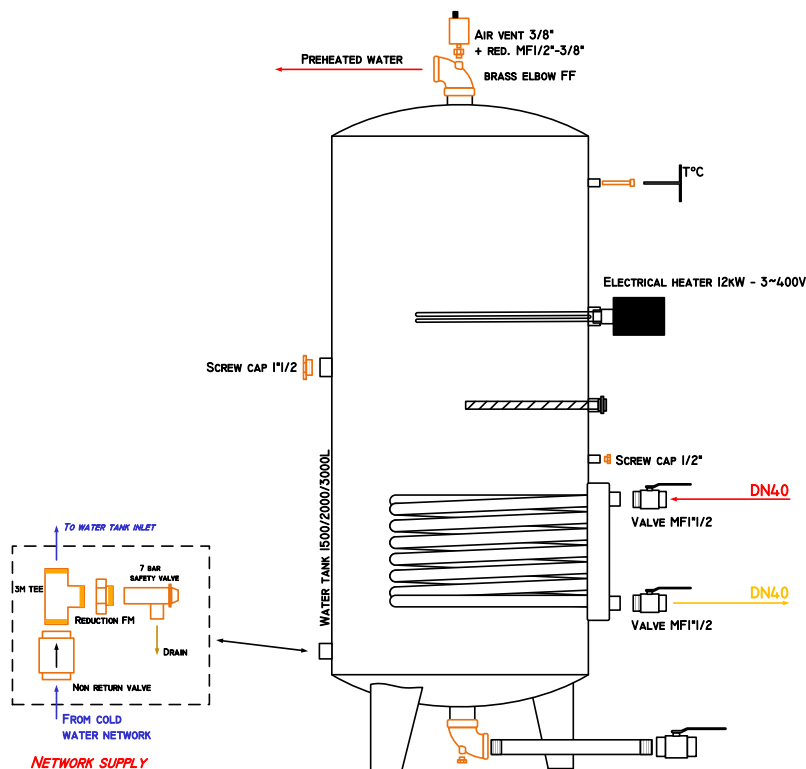 Air vent 3/8"
+ red. MF1/2"-3/8"
Preheated water
brass elbow FF
T°C
Electrical heater 12kW - 3~400V
Screw cap 1"1/2
Screw cap 1/2"
DN40
Valve MF1"1/2
Water tank 1500/2000/3000L
To water tank inlet
7 bar
safety valve
3M TEE
Reduction FM
DN40
Valve MF1"1/2
Drain
Non return valve
From cold
water network
Network supply